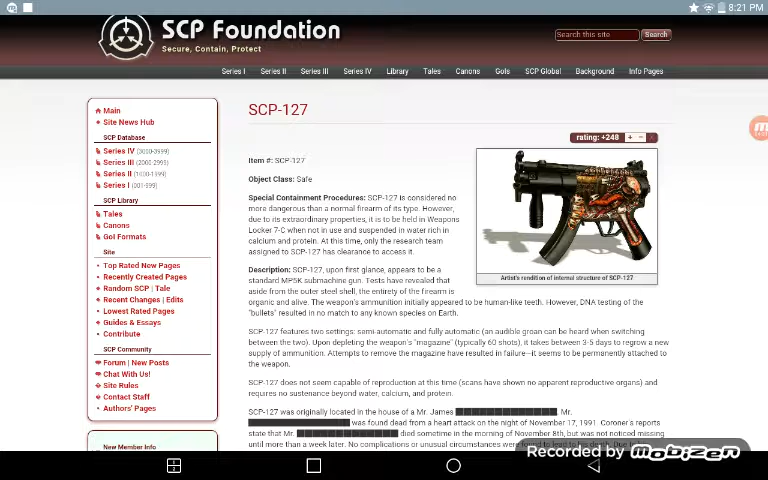 8:21 PM
SCP Foundation
Secure, Contain, Protect
Search this site
Search
Series I Series II Series III Series IV Library Tales Canons GoIs SCP Global Background Info Pages
Main
Site News Hub
SCP Database
Series IV (3000-3999)
Series III (2000-2999)
Series II (1000-1999)
Series I (001-999)
SCP Library
Tales
Canons
GoI Formats
Site
Top Rated New Pages
Recently Created Pages
Random SCP | Tale
Recent Changes | Edits
Lowest Rated Pages
Guides & Essays
Contribute
SCP Community
Forum | New Posts
Chat With Us!
Site Rules
Contact Staff
Authors' Pages
New Member Info
SCP-127
rating: +248 + – x
Item #: SCP-127
Object Class: Safe
Special Containment Procedures: SCP-127 is considered no
more dangerous than a normal firearm of its type. However,
due to its extraordinary properties, it is to be held in Weapons
Locker 7-C when not in use and suspended in water rich in
calcium and protein. At this time, only the research team
assigned to SCP-127 has clearance to access it.
Artist's rendition of internal structure of SCP-127
Description: SCP-127, upon first glance, appears to be a
standard MP5K submachine gun. Tests have revealed that
aside from the outer steel shell, the entirety of the firearm is
organic and alive. The weapon's ammunition initially appeared to be human-like teeth. However, DNA testing of the
"bullets" resulted in no match to any known species on Earth.
SCP-127 features two settings: semi-automatic and fully automatic (an audible groan can be heard when switching
between the two). Upon depleting the weapon's "magazine" (typically 60 shots), it takes between 3-5 days to regrow a new
supply of ammunition. Attempts to remove the magazine have resulted in failure—it seems to be permanently attached to
the weapon.
SCP-127 does not seem capable of reproduction at this time (scans have shown no apparent reproductive organs) and
requires no sustenance beyond water, calcium, and protein.
SCP-127 was originally located in the house of a Mr. James ████████████████. Mr.
████████████████ was found dead from a heart attack on the night of November 17, 1991. Coroner's reports
state that Mr. ████████████████ died sometime in the morning of November 8th, but was not noticed missing
until more than a week later. No complications or unusual circumstances were found to lead to his death. Due to
Recorded by mobizen